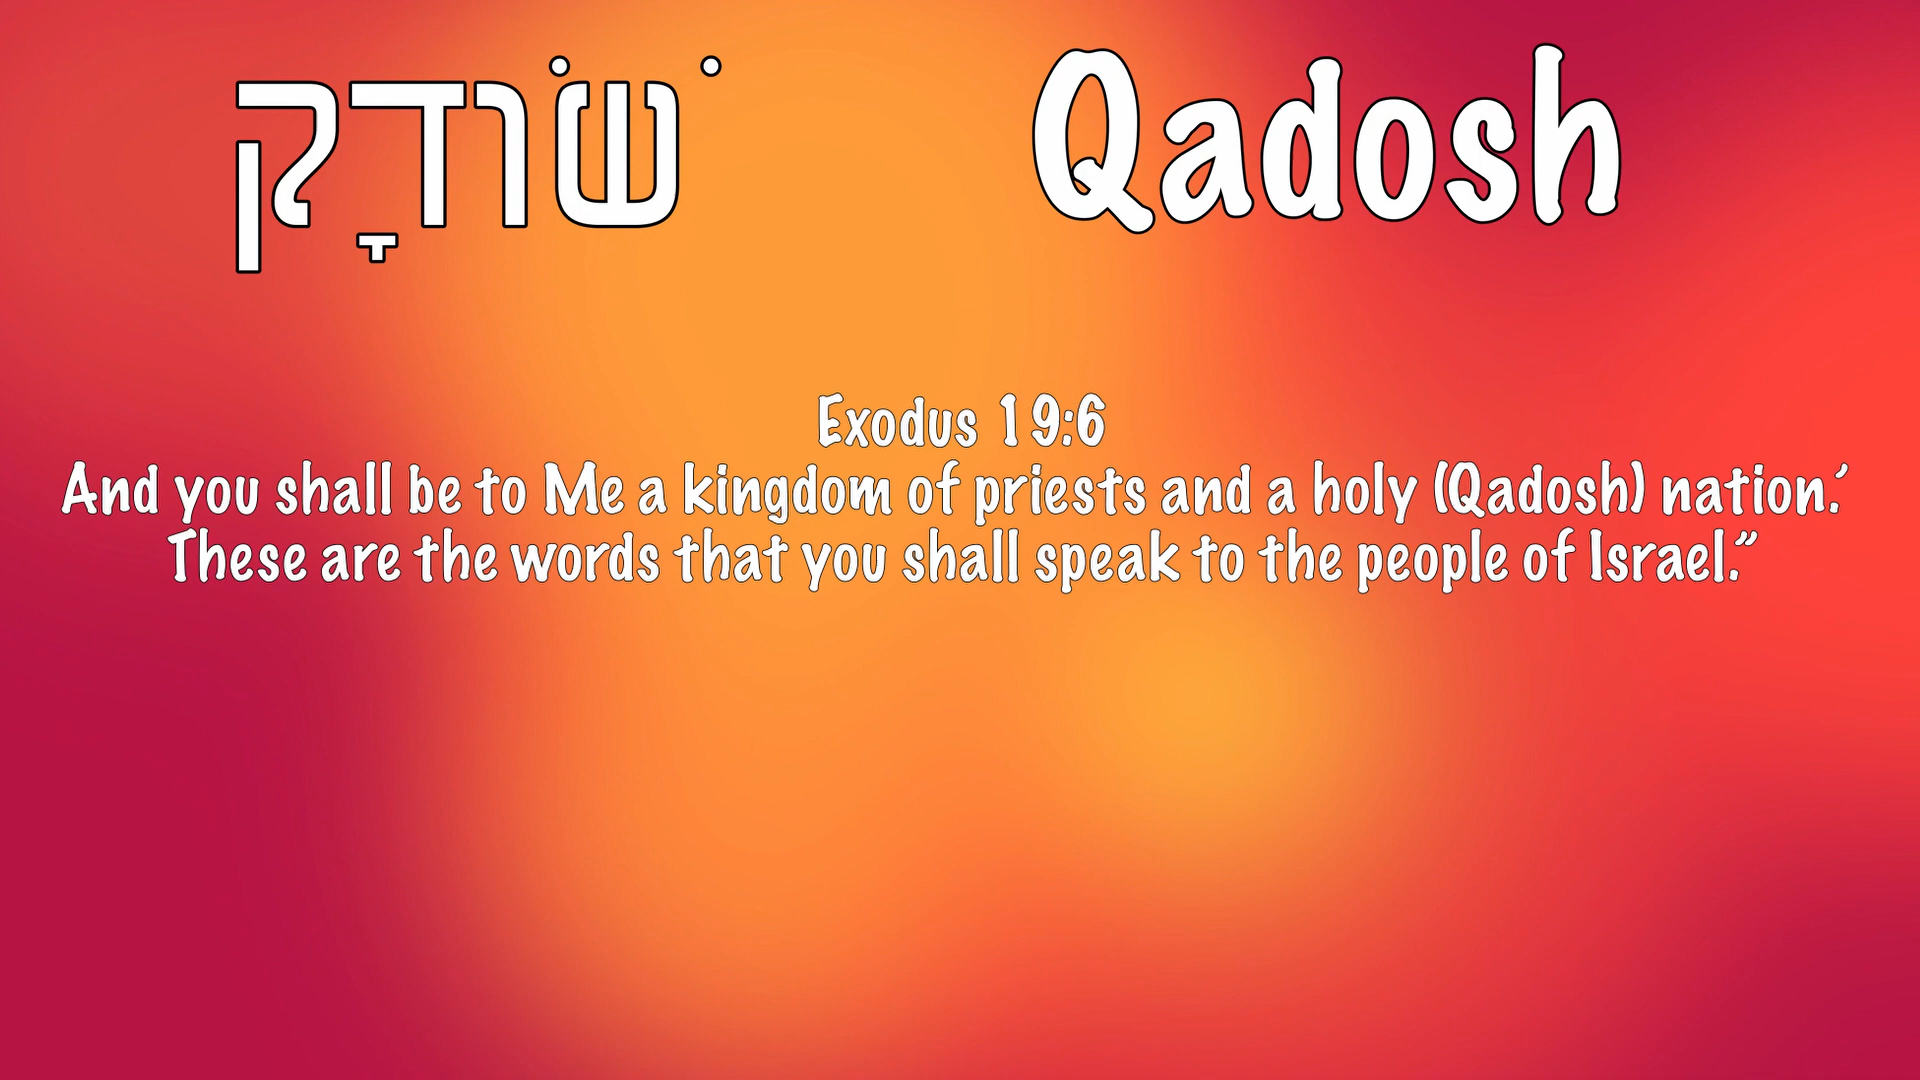 ׁשֹודָק Qadosh
Exodus 19:6
And you shall be to Me a kingdom of priests and a holy (Qadosh) nation.’
These are the words that you shall speak to the people of Israel.”